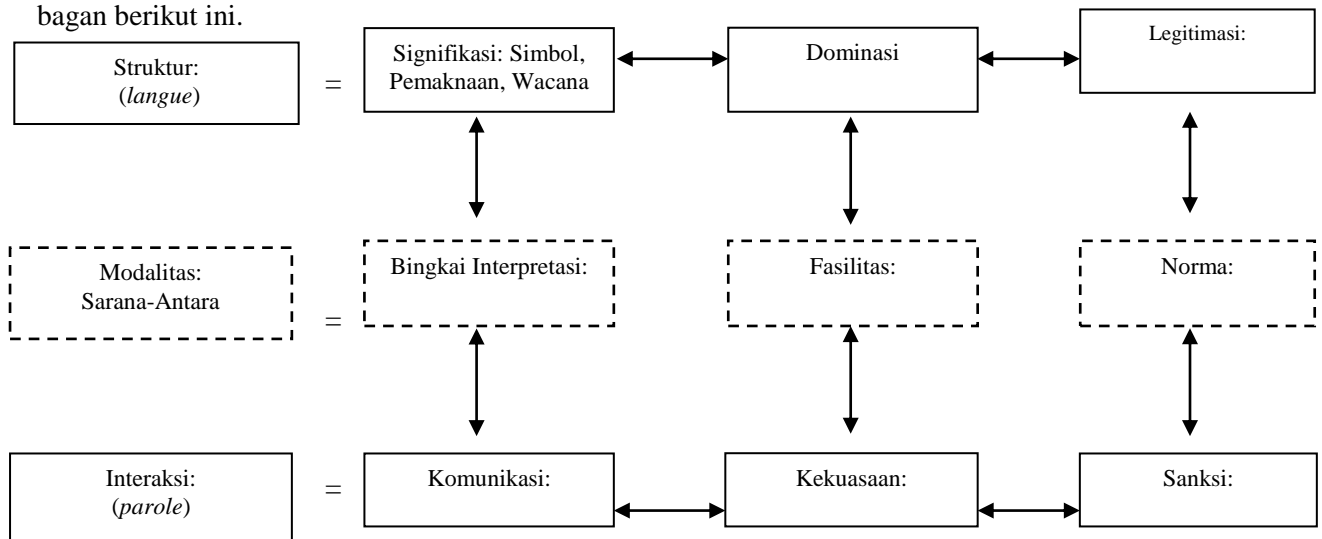 bagan berikut ini.
Struktur:
(langue)
=
Signifikasi: Simbol,
Pemaknaan, Wacana
Dominasi
Legitimasi:
Modalitas:
Sarana-Antara
=
Bingkai Interpretasi:
Fasilitas:
Norma:
Interaksi:
(parole)
=
Komunikasi:
Kekuasaan:
Sanksi: